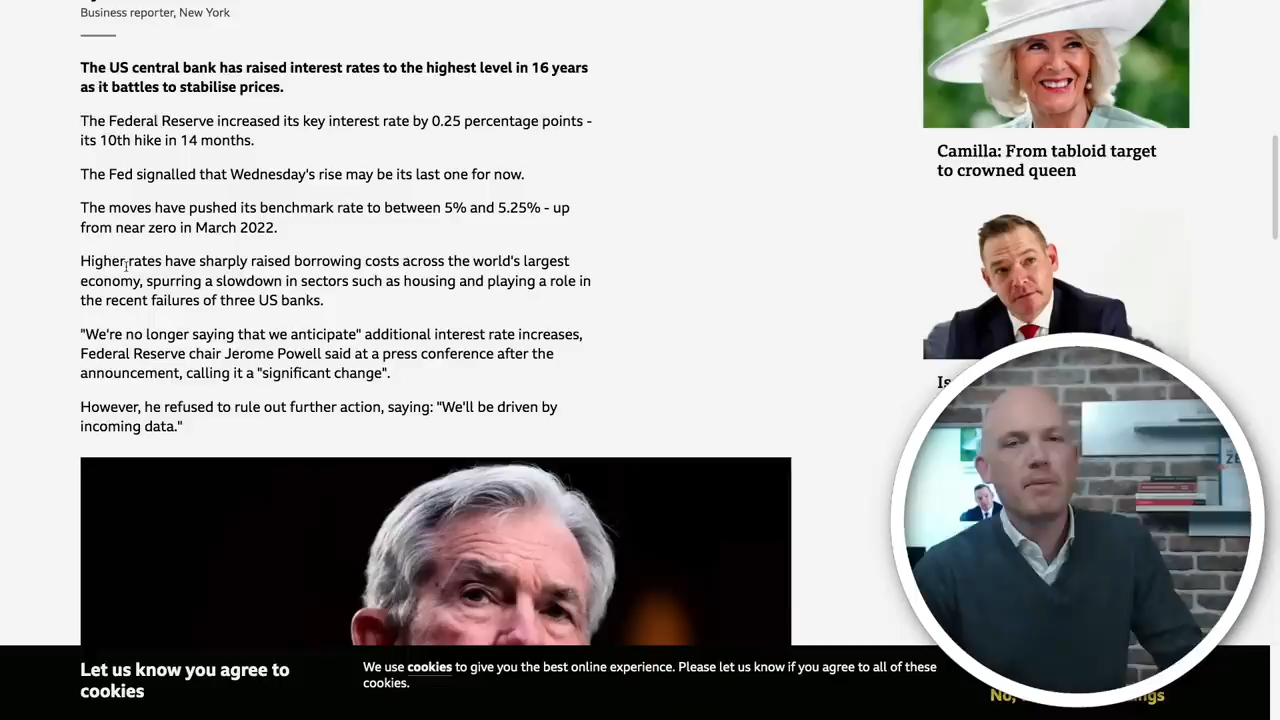 Business reporter, New York
The US central bank has raised interest rates to the highest level in 16 years
as it battles to stabilise prices.
The Federal Reserve increased its key interest rate by 0.25 percentage points -
its 10th hike in 14 months.
The Fed signalled that Wednesday's rise may be its last one for now.
The moves have pushed its benchmark rate to between 5% and 5.25% - up
from near zero in March 2022.
Higher rates have sharply raised borrowing costs across the world's largest
economy, spurring a slowdown in sectors such as housing and playing a role in
the recent failures of three US banks.
"We're no longer saying that we anticipate" additional interest rate increases,
Federal Reserve chair Jerome Powell said at a press conference after the
announcement, calling it a "significant change".
However, he refused to rule out further action, saying: "We'll be driven by
incoming data."
Camilla: From tabloid target
to crowned queen
Let us know you agree to
cookies
We use cookies to give you the best online experience. Please let us know if you agree to all of these
cookies.
No,